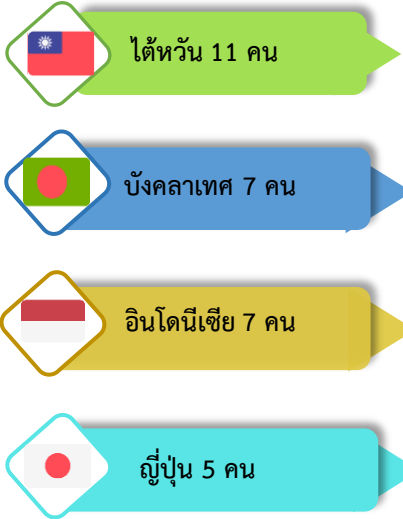 ไต้หวัน 11 คน
บังคลาเทศ 7 คน
อินโดนีเซีย 7 คน
ญี่ปุ่น 5 คน